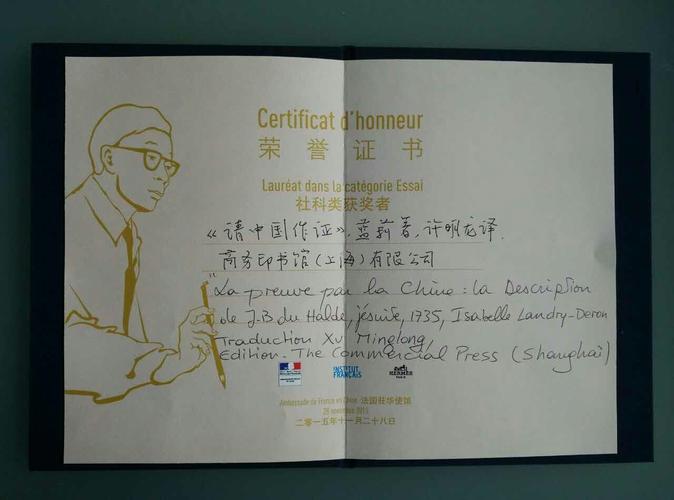 Certificat d'honneur
荣誉证书
Lauréat dans la catégorie Essai
社科类获奖者
《请中国作证》, 蓝莉著, 许明龙译.
商务印书馆(上海)有限公司
"La preuve par la Chine : la Description
de J-B du Halde, jésuite, 1735, Isabelle Landry-Deron
Traduction Xu Minglong,
Edition. The Commercial Press (Shanghai)
INSTITUT
FRANÇAIS
HERMÈS
Ambassade de France en Chine 法国驻华使馆
28 novembre 2015
二零一五年十一月二十八日